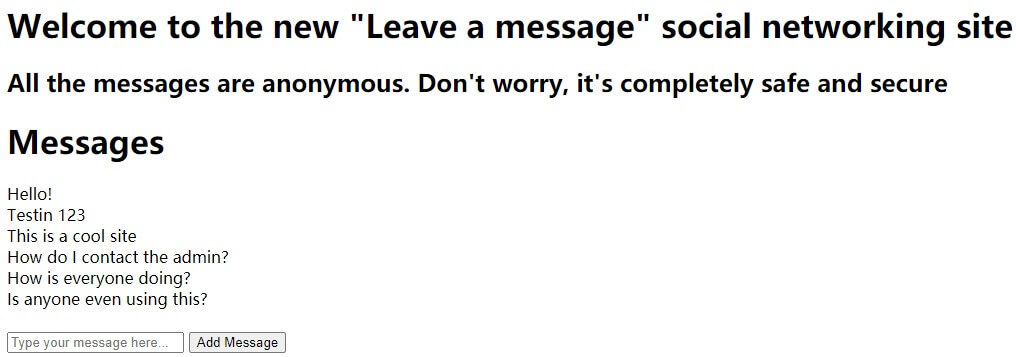 Welcome to the new "Leave a message" social networking site
All the messages are anonymous. Don't worry, it's completely safe and secure
Messages
Hello!
Testin 123
This is a cool site
How do I contact the admin?
How is everyone doing?
Is anyone even using this?
Type your message here... Add Message